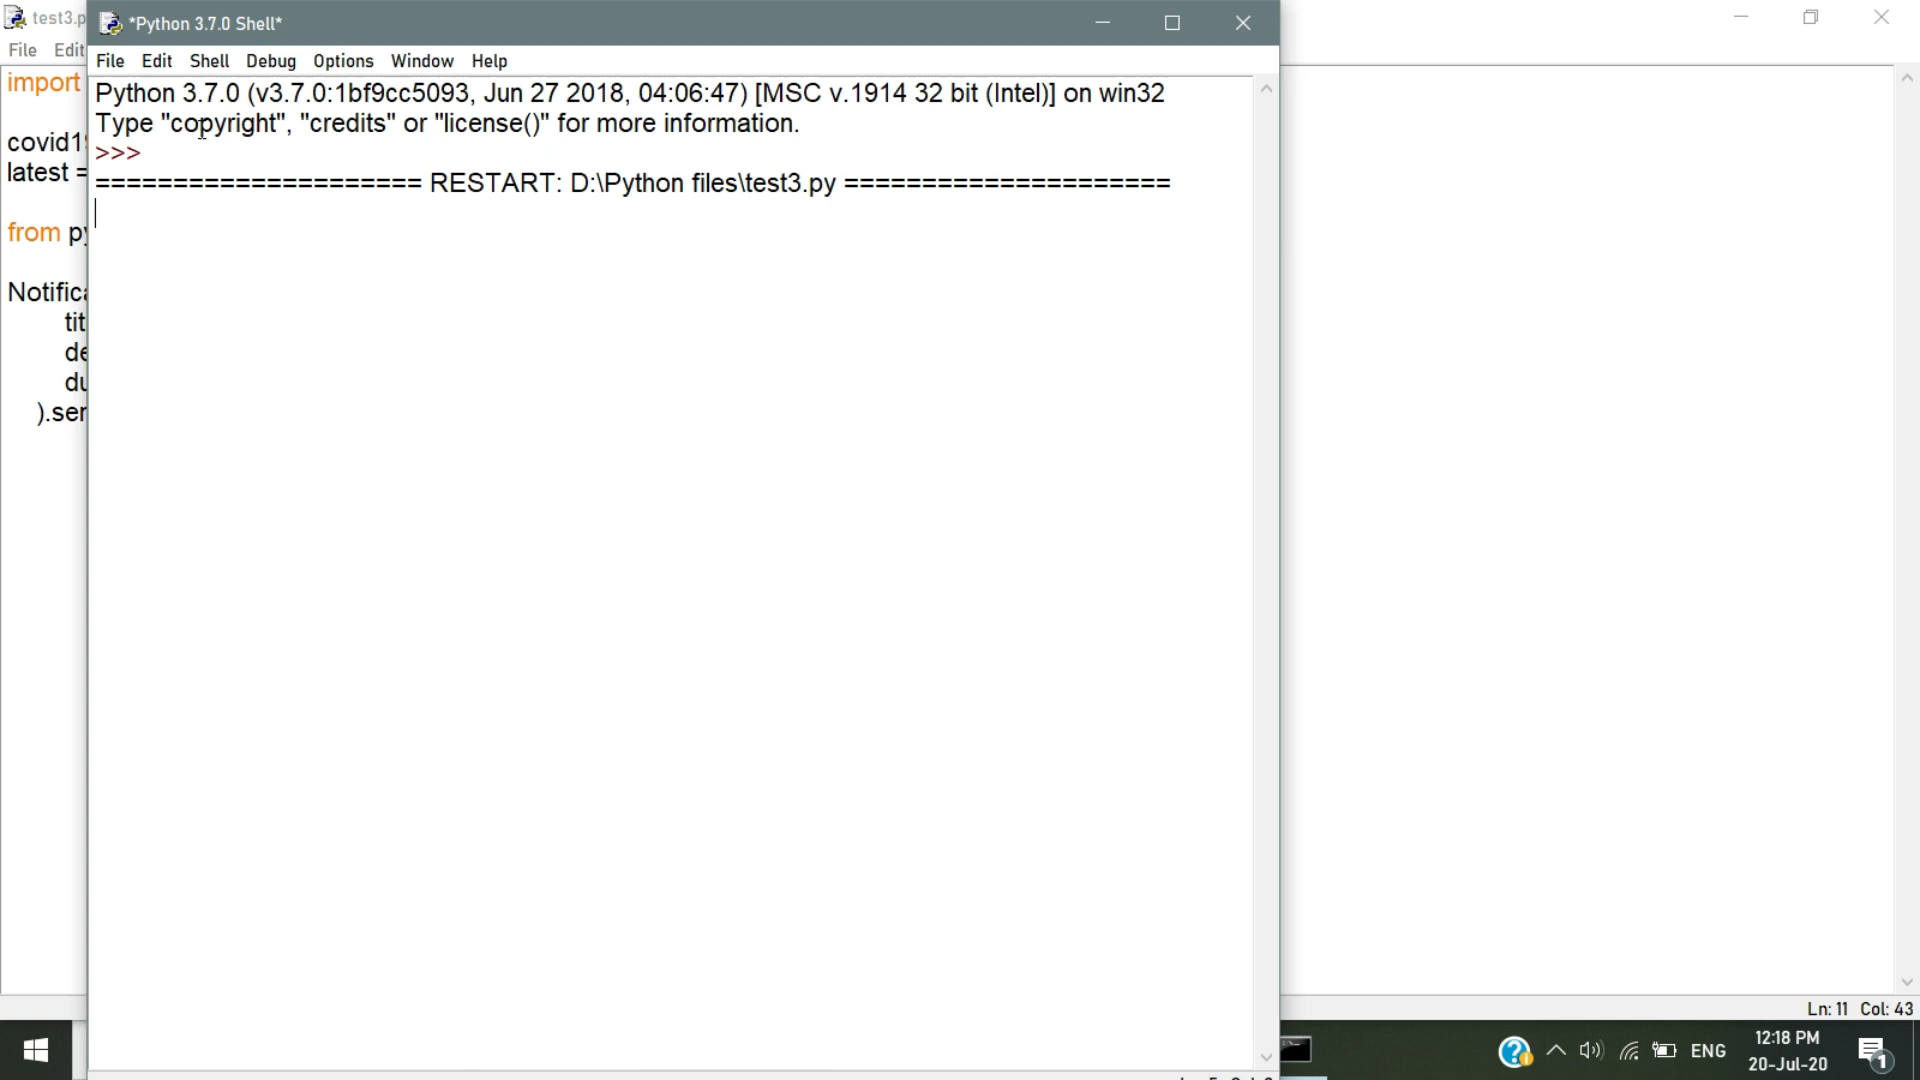 test3.p
*Python 3.7.0 Shell*
File Edit
File Edit Shell Debug Options Window Help
import
Python 3.7.0 (v3.7.0:1bf9cc5093, Jun 27 2018, 04:06:47) [MSC v.1914 32 bit (Intel)] on win32
Type "copyright", "credits" or "license()" for more information.
covid19
>>>
latest =
===================== RESTART: D:\Python files\test3.py =====================
from py
Notifica
tit
de
du
).ser
Ln: 11 Col: 43
ENG
12:18 PM
20-Jul-20
1